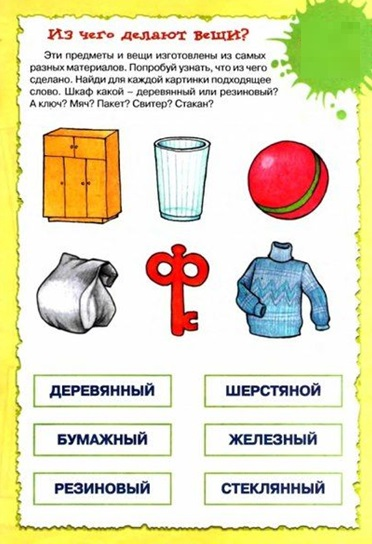 Из чего делают вещи?
Эти предметы и вещи изготовлены из самых
разных материалов. Попробуй узнать, что из чего
сделано. Найди для каждой картинки подходящее
слово. Шкаф какой – деревянный или резиновый?
А ключ? Мяч? Пакет? Свитер? Стакан?
ДЕРЕВЯННЫЙ
ШЕРСТЯНОЙ
БУМАЖНЫЙ
ЖЕЛЕЗНЫЙ
РЕЗИНОВЫЙ
СТЕКЛЯННЫЙ